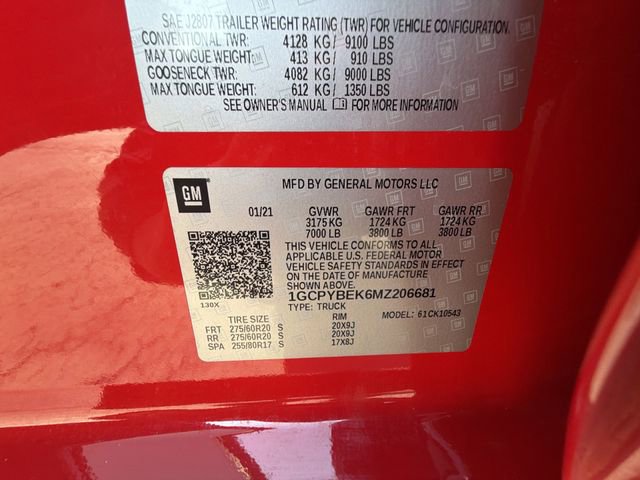 SAE J2807 TRAILER WEIGHT RATING (TWR) FOR VEHICLE CONFIGURATION.
CONVENTIONAL TWR: 4128 KG/ 9100 LBS
MAX TONGUE WEIGHT: 413 KG/ 910 LBS
GOOSENECK TWR: 4082 KG/ 9000 LBS
MAX TONGUE WEIGHT: 612 KG/ 1350 LBS
SEE OWNER'S MANUAL FOR MORE INFORMATION
GM MFD BY GENERAL MOTORS LLC
01/21 GVWR GAWR FRT GAWR RR
3175 KG 1724 KG 1724 KG
7000 LB 3800 LB 3800 LB
THIS VEHICLE CONFORMS TO ALL
APPLICABLE U.S. FEDERAL MOTOR
VEHICLE SAFETY STANDARDS IN EFFECT
ON THE DATE OF MANUFACTURE
SHOWN ABOVE.
1GCPYBEK6MZ206681
130X TYPE: TRUCK MODEL: 61CK10543
TIRE SIZE RIM
FRT 275/60R20 S 20X9J
RR 275/60R20 S 20X9J
SPA 255/80R17 S 17X8J